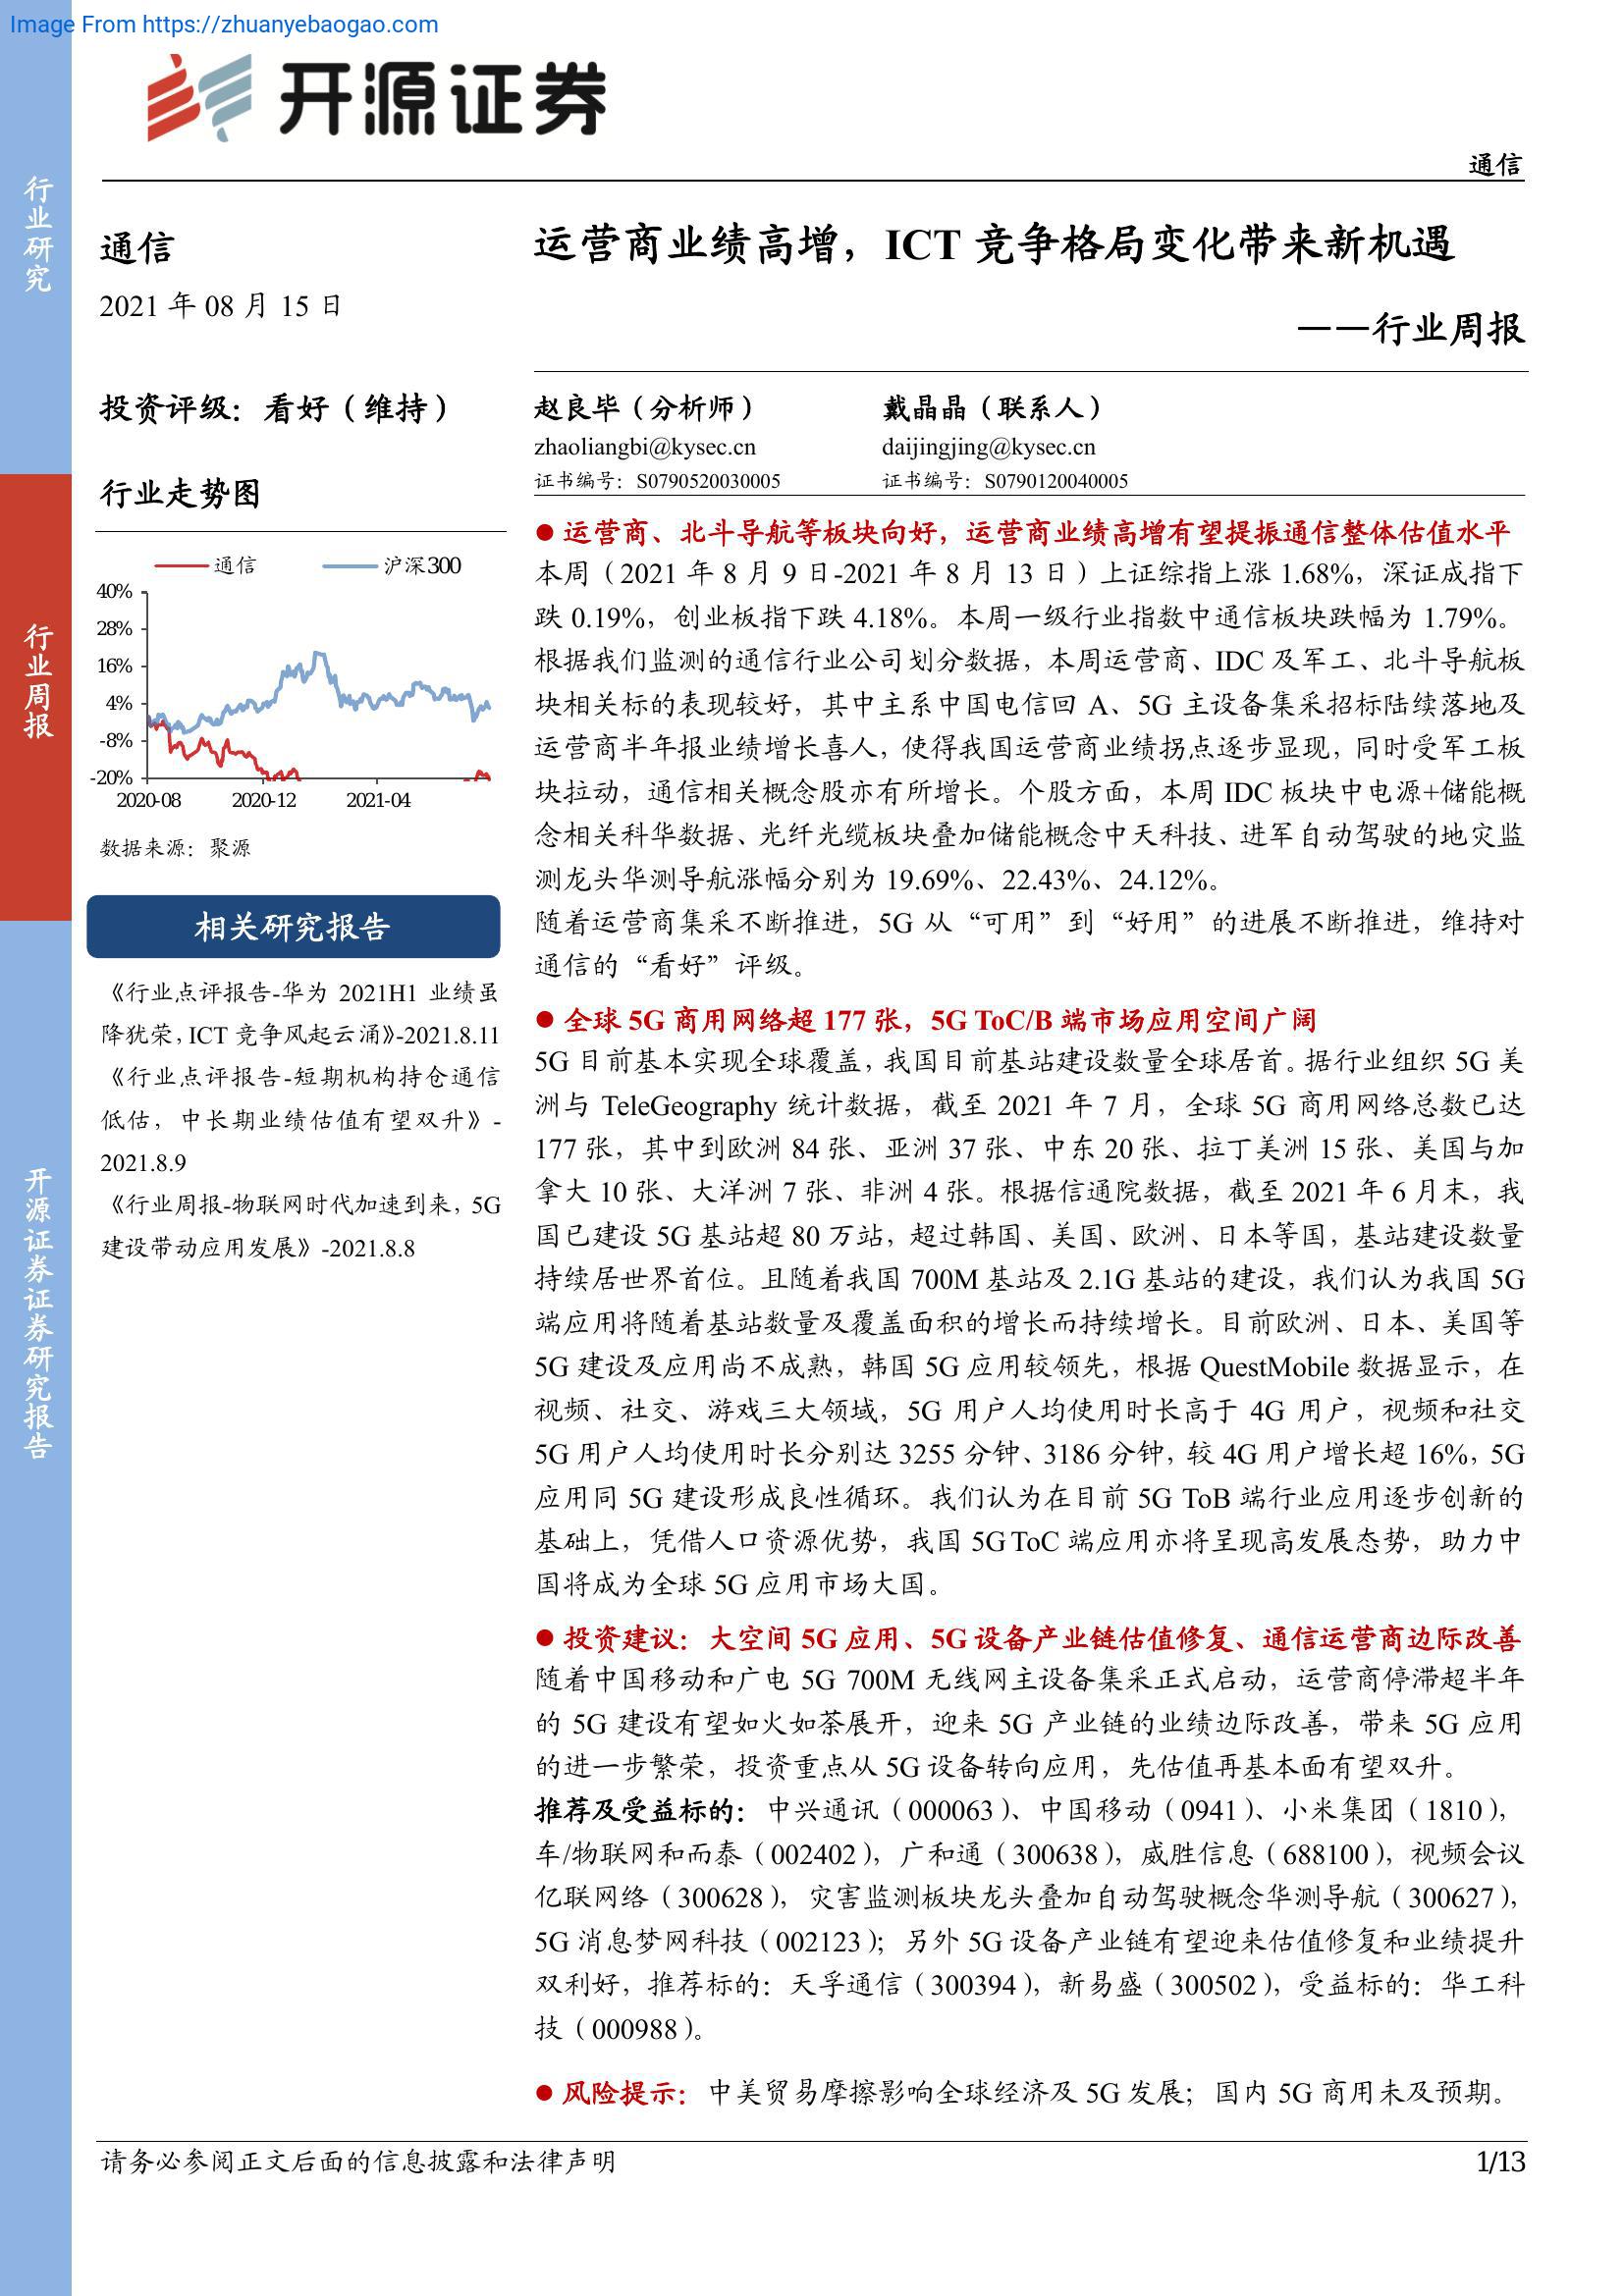 Image From https://zhuanyebaogao.com
开源证券
通信
行业研究
行业周报
开源证券证券研究报告
通信
2021 年 08 月 15 日
投资评级：看好（维持）
行业走势图
通信 沪深300
40%
28%
16%
4%
-8%
-20%
2020-08 2020-12 2021-04
数据来源：聚源
相关研究报告
《行业点评报告-华为 2021H1 业绩虽
降犹荣，ICT 竞争风起云涌》-2021.8.11
《行业点评报告-短期机构持仓通信
低估，中长期业绩估值有望双升》-
2021.8.9
《行业周报-物联网时代加速到来，5G
建设带动应用发展》-2021.8.8
运营商业绩高增，ICT 竞争格局变化带来新机遇
——行业周报
赵良毕（分析师） 戴晶晶（联系人）
zhaoliangbi@kysec.cn daijingjing@kysec.cn
证书编号：S0790520030005 证书编号：S0790120040005
● 运营商、北斗导航等板块向好，运营商业绩高增有望提振通信整体估值水平
本周（2021 年 8 月 9 日-2021 年 8 月 13 日）上证综指上涨 1.68%，深证成指下
跌 0.19%，创业板指下跌 4.18%。本周一级行业指数中通信板块跌幅为 1.79%。
根据我们监测的通信行业公司划分数据，本周运营商、IDC 及军工、北斗导航板
块相关标的表现较好，其中主系中国电信回 A、5G 主设备集采招标陆续落地及
运营商半年报业绩增长喜人，使得我国运营商业绩拐点逐步显现，同时受军工板
块拉动，通信相关概念股亦有所增长。个股方面，本周 IDC 板块中电源+储能概
念相关科华数据、光纤光缆板块叠加储能概念中天科技、进军自动驾驶的地灾监
测龙头华测导航涨幅分别为 19.69%、22.43%、24.12%。
随着运营商集采不断推进，5G 从“可用”到“好用”的进展不断推进，维持对
通信的“看好”评级。
● 全球 5G 商用网络超 177 张，5G ToC/B 端市场应用空间广阔
5G 目前基本实现全球覆盖，我国目前基站建设数量全球居首。据行业组织 5G 美
洲与 TeleGeography 统计数据，截至 2021 年 7 月，全球 5G 商用网络总数已达
177 张，其中到欧洲 84 张、亚洲 37 张、中东 20 张、拉丁美洲 15 张、美国与加
拿大 10 张、大洋洲 7 张、非洲 4 张。根据信通院数据，截至 2021 年 6 月末，我
国已建设 5G 基站超 80 万站，超过韩国、美国、欧洲、日本等国，基站建设数量
持续居世界首位。且随着我国 700M 基站及 2.1G 基站的建设，我们认为我国 5G
端应用将随着基站数量及覆盖面积的增长而持续增长。目前欧洲、日本、美国等
5G 建设及应用尚不成熟，韩国 5G 应用较领先，根据 QuestMobile 数据显示，在
视频、社交、游戏三大领域，5G 用户人均使用时长高于 4G 用户，视频和社交
5G 用户人均使用时长分别达 3255 分钟、3186 分钟，较 4G 用户增长超 16%，5G
应用同 5G 建设形成良性循环。我们认为在目前 5G ToB 端行业应用逐步创新的
基础上，凭借人口资源优势，我国 5G ToC 端应用亦将呈现高发展态势，助力中
国将成为全球 5G 应用市场大国。
● 投资建议：大空间 5G 应用、5G 设备产业链估值修复、通信运营商边际改善
随着中国移动和广电 5G 700M 无线网主设备集采正式启动，运营商停滞超半年
的 5G 建设有望如火如荼展开，迎来 5G 产业链的业绩边际改善，带来 5G 应用
的进一步繁荣，投资重点从 5G 设备转向应用，先估值再基本面有望双升。
推荐及受益标的：中兴通讯（000063）、中国移动（0941）、小米集团（1810），
车/物联网和而泰（002402），广和通（300638），威胜信息（688100），视频会议
亿联网络（300628），灾害监测板块龙头叠加自动驾驶概念华测导航（300627），
5G 消息梦网科技（002123）；另外 5G 设备产业链有望迎来估值修复和业绩提升
双利好，推荐标的：天孚通信（300394），新易盛（300502），受益标的：华工科
技（000988）。
● 风险提示：中美贸易摩擦影响全球经济及 5G 发展；国内 5G 商用未及预期。
请务必参阅正文后面的信息披露和法律声明 1/13